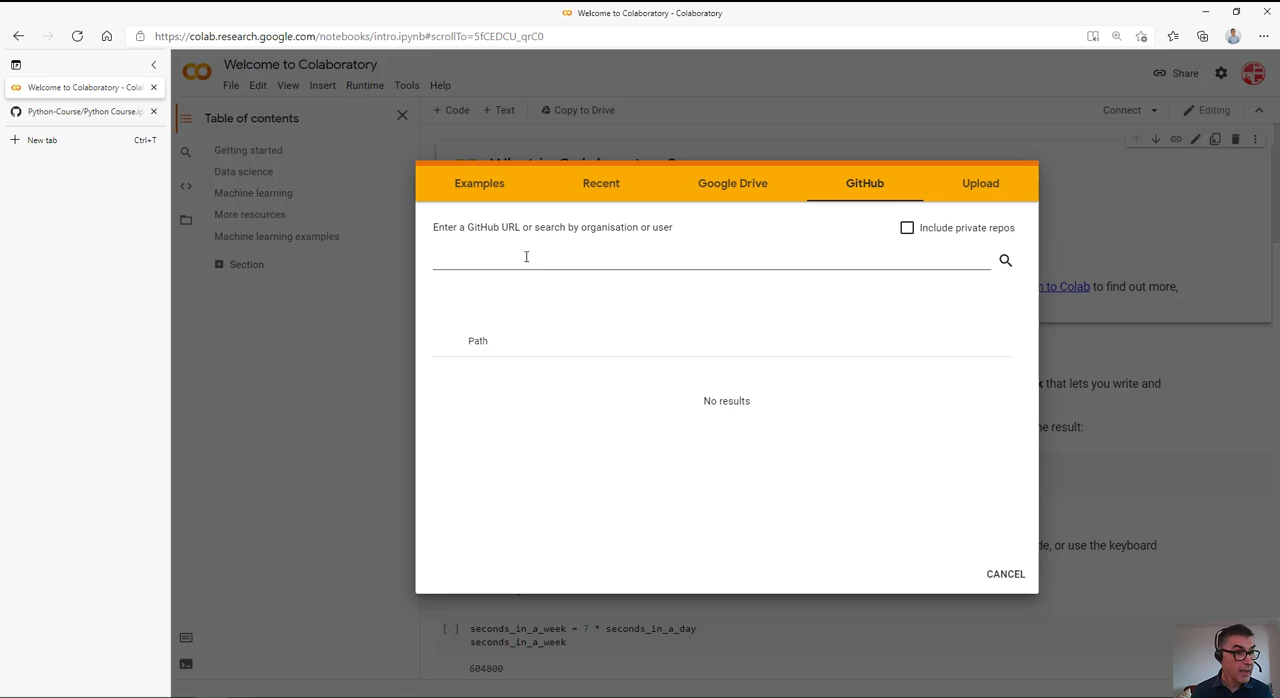 Welcome to Colaboratory - Colaboratory
https://colab.research.google.com/notebooks/intro.ipynb#scrollTo=5fCEDCU_qrC0
Welcome to Colaboratory - Cola
Python-Course/Python Course.ip
New tab Ctrl+T
Welcome to Colaboratory
File Edit View Insert Runtime Tools Help
Share
Table of contents
Getting started
Data science
Machine learning
More resources
Machine learning examples
Section
+ Code + Text Copy to Drive
Connect Editing
Examples Recent Google Drive GitHub Upload
Enter a GitHub URL or search by organisation or user
Include private repos
Path
No results
CANCEL
to Colab to find out more,
that lets you write and
result:
de, or use the keyboard
[ ] seconds_in_a_week = 7 * seconds_in_a_day
seconds_in_a_week
604800